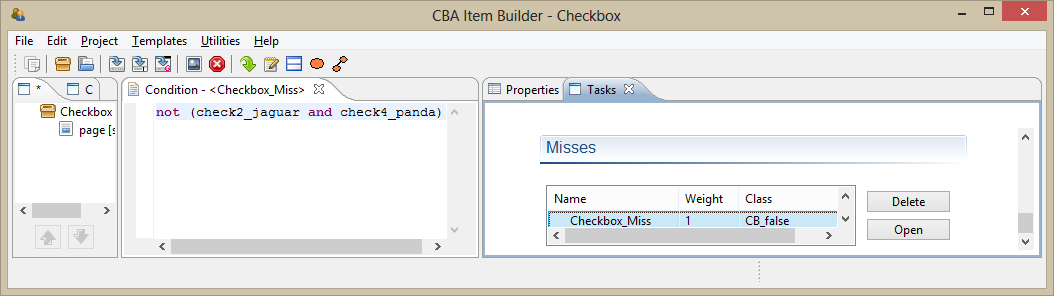 CBA Item Builder - Checkbox
File Edit Project Templates Utilities Help
* C
Condition - <Checkbox_Miss>
Properties Tasks
Checkbox
page [s
not (check2_jaguar and check4_panda)
Misses
Name Weight Class
Checkbox_Miss 1 CB_false
Delete
Open